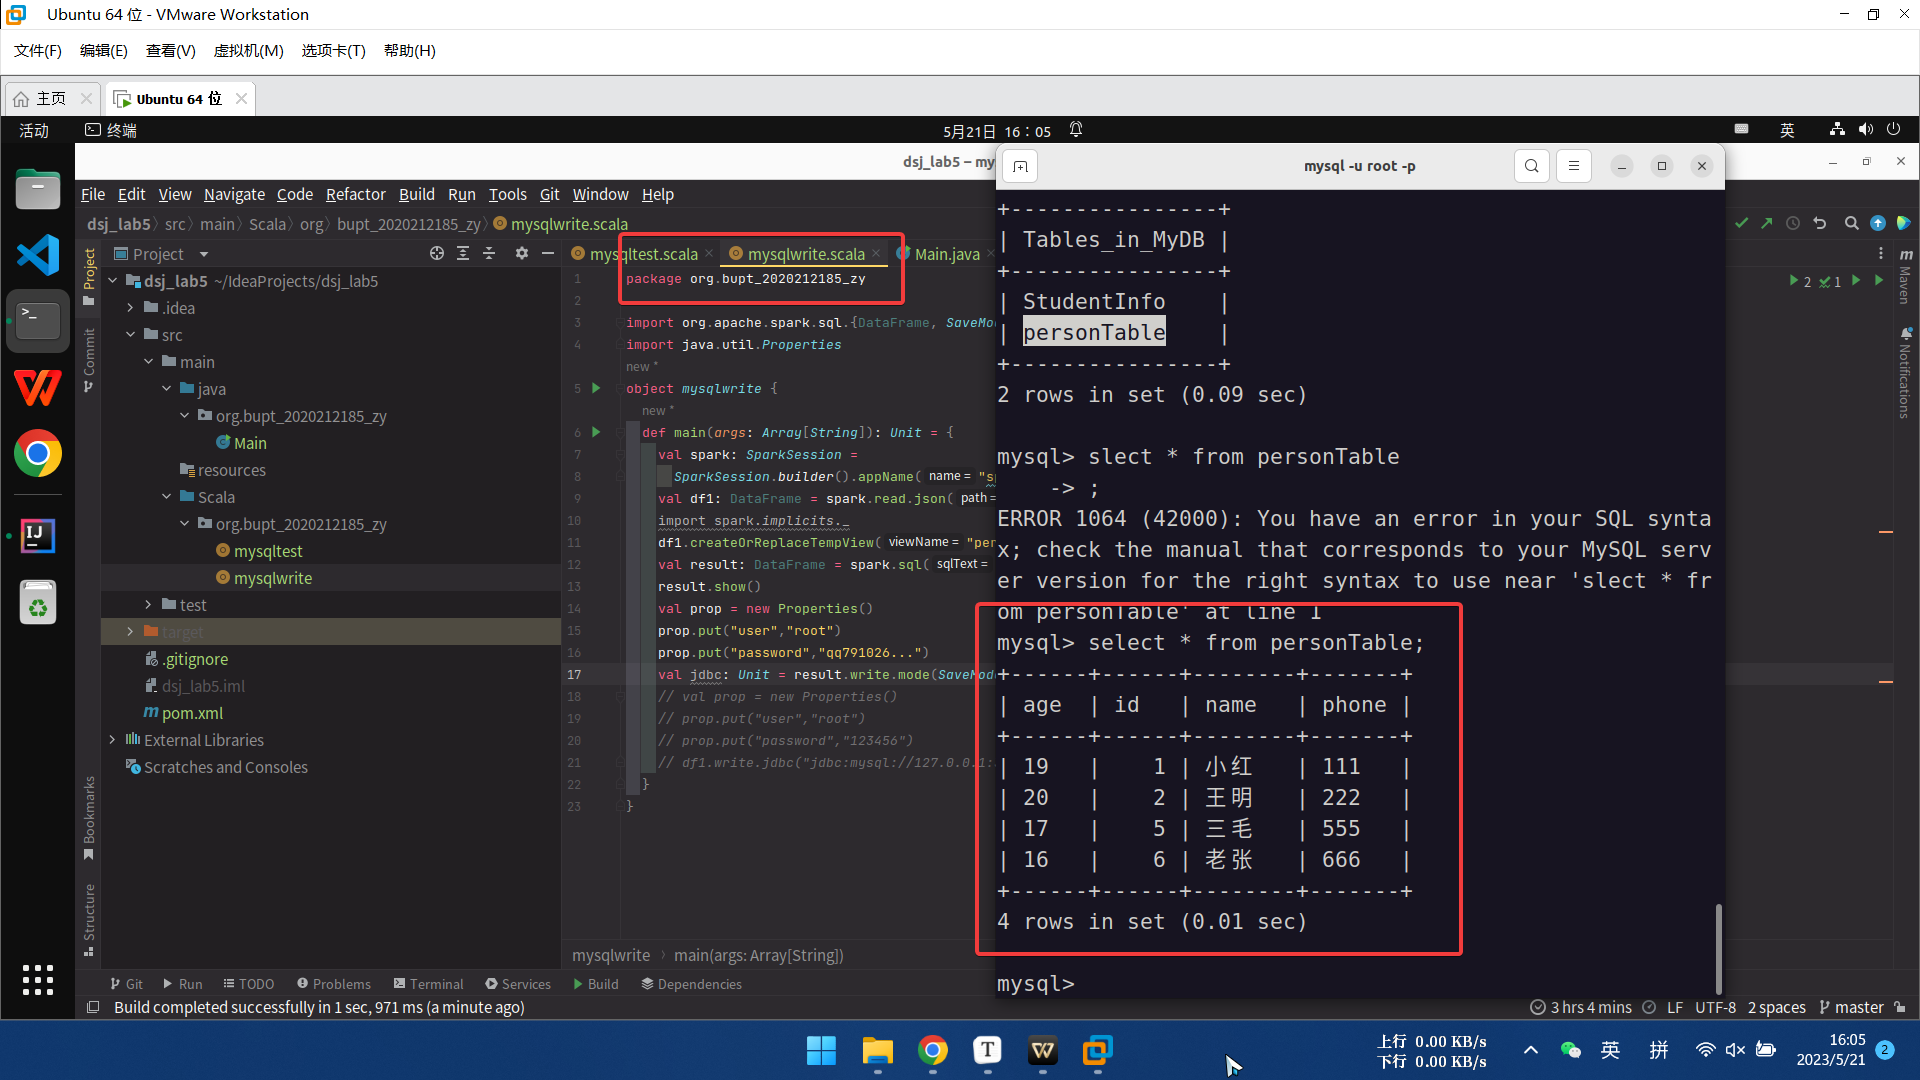 Ubuntu 64 位 - VMware Workstation
文件(F) 编辑(E) 查看(V) 虚拟机(M) 选项卡(T) 帮助(H)
主页 Ubuntu 64 位
活动 终端 5月21日 16：05 英
dsj_lab5 – my
mysql -u root -p
File Edit View Navigate Code Refactor Build Run Tools Git Window Help
dsj_lab5 src main Scala org bupt_2020212185_zy mysqlwrite.scala
Project
mysqltest.scala mysqlwrite.scala Main.java
Project
Commit
Bookmarks
Structure
dsj_lab5 ~/IdeaProjects/dsj_lab5
.idea
src
main
java
org.bupt_2020212185_zy
Main
resources
Scala
org.bupt_2020212185_zy
mysqltest
mysqlwrite
test
target
.gitignore
dsj_lab5.iml
pom.xml
External Libraries
Scratches and Consoles
1 package org.bupt_2020212185_zy
2
3 import org.apache.spark.sql.{DataFrame, SaveMo
4 import java.util.Properties
new *
5 object mysqlwrite {
new *
6 def main(args: Array[String]): Unit = {
7 val spark: SparkSession =
8 SparkSession.builder().appName( name = "sp
9 val df1: DataFrame = spark.read.json( path =
10 import spark.implicits._
11 df1.createOrReplaceTempView( viewName = "per
12 val result: DataFrame = spark.sql( sqlText =
13 result.show()
14 val prop = new Properties()
15 prop.put("user","root")
16 prop.put("password","qq791026...")
17 val jdbc: Unit = result.write.mode(SaveMod
18 // val prop = new Properties()
19 // prop.put("user","root")
20 // prop.put("password","123456")
21 // df1.write.jdbc("jdbc:mysql://127.0.0.1:
22 }
23 }
mysqlwrite main(args: Array[String])
+----------------+
| Tables_in_MyDB |
+----------------+
| StudentInfo    |
| personTable    |
+----------------+
2 rows in set (0.09 sec)
mysql> slect * from personTable
    -> ;
ERROR 1064 (42000): You have an error in your SQL synta
x; check the manual that corresponds to your MySQL serv
er version for the right syntax to use near 'slect * fr
om personTable' at line 1
mysql> select * from personTable;
+------+------+--------+-------+
| age  | id   | name   | phone |
+------+------+--------+-------+
| 19   |    1 | 小红   | 111   |
| 20   |    2 | 王明   | 222   |
| 17   |    5 | 三毛   | 555   |
| 16   |    6 | 老张   | 666   |
+------+------+--------+-------+
4 rows in set (0.01 sec)
mysql>
2 1
m
Maven
Notifications
Git Run TODO Problems Terminal Services Build Dependencies
Build completed successfully in 1 sec, 971 ms (a minute ago)
3 hrs 4 mins LF UTF-8 2 spaces master
上行 0.00 KB/s
下行 0.00 KB/s
英 拼
16:05
2023/5/21
2